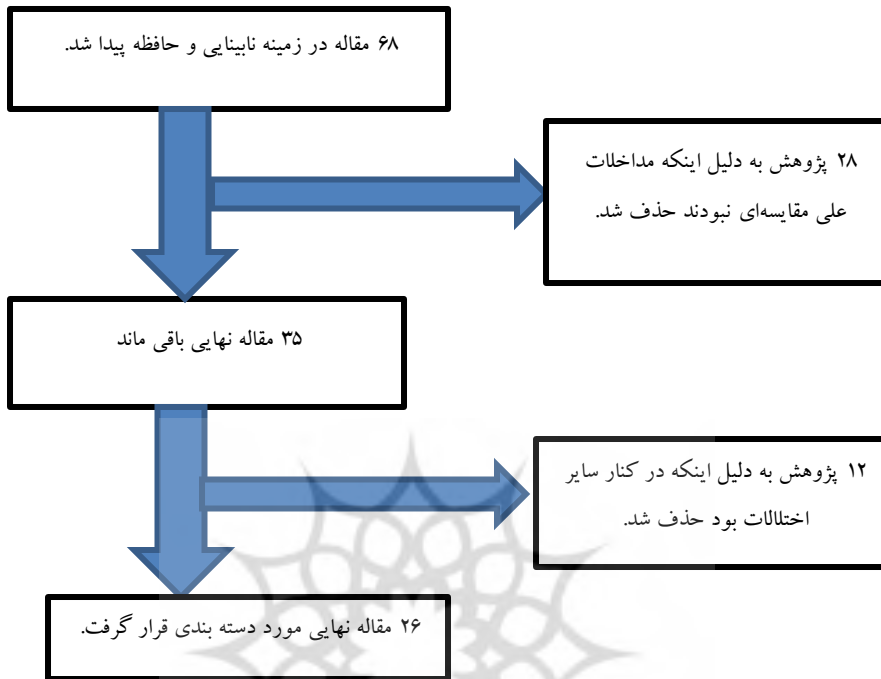 ۶۸ مقاله در زمینه نابینایی و حافظه پیدا شد.
۲۸ پژوهش به دلیل اینکه مداخلات
علی مقایسه‌ای نبودند حذف شد.
۳۵ مقاله نهایی باقی ماند
۱۲ پژوهش به دلیل اینکه در کنار سایر
اختلالات بود حذف شد.
۲۶ مقاله نهایی مورد دسته بندی قرار گرفت.